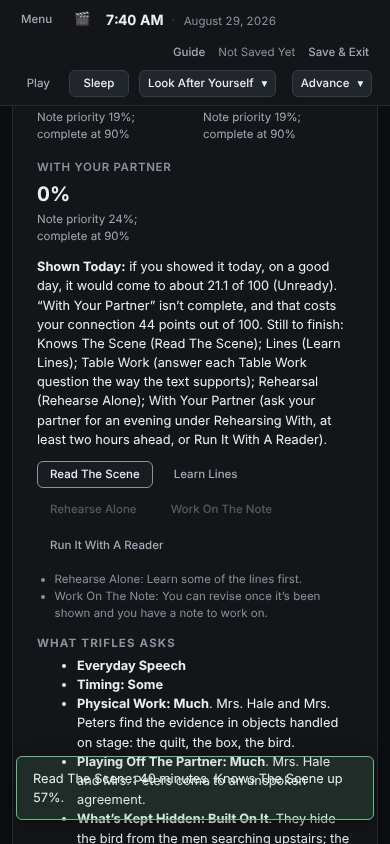 Menu 🎬 7:40 AM · August 29, 2026
Guide Not Saved Yet Save & Exit
Play Sleep Look After Yourself ▾ Advance ▾
Note priority 19%; Note priority 19%;
complete at 90% complete at 90%
WITH YOUR PARTNER
0%
Note priority 24%;
complete at 90%
Shown Today: if you showed it today, on a good
day, it would come to about 21.1 of 100 (Unready).
“With Your Partner” isn’t complete, and that costs
your connection 44 points out of 100. Still to finish:
Knows The Scene (Read The Scene); Lines (Learn
Lines); Table Work (answer each Table Work
question the way the text supports); Rehearsal
(Rehearse Alone); With Your Partner (ask your
partner for an evening under Rehearsing With, at
least two hours ahead, or Run It With A Reader).
Read The Scene Learn Lines
Rehearse Alone Work On The Note
Run It With A Reader
• Rehearse Alone: Learn some of the lines first.
• Work On The Note: You can revise once it’s been
shown and you have a note to work on.
WHAT TRIFLES ASKS
• Everyday Speech
• Timing: Some
• Physical Work: Much. Mrs. Hale and Mrs.
Peters find the evidence in objects handled
on stage: the quilt, the box, the bird.
• Playing Off The Partner: Much. Mrs. Hale
and Mrs. Peters come to an unspoken
agreement.
Read The Scene: 40 minutes. Knows The Scene up
57%.
• What’s Kept Hidden: Built On It. They hide
the bird from the men searching upstairs; the